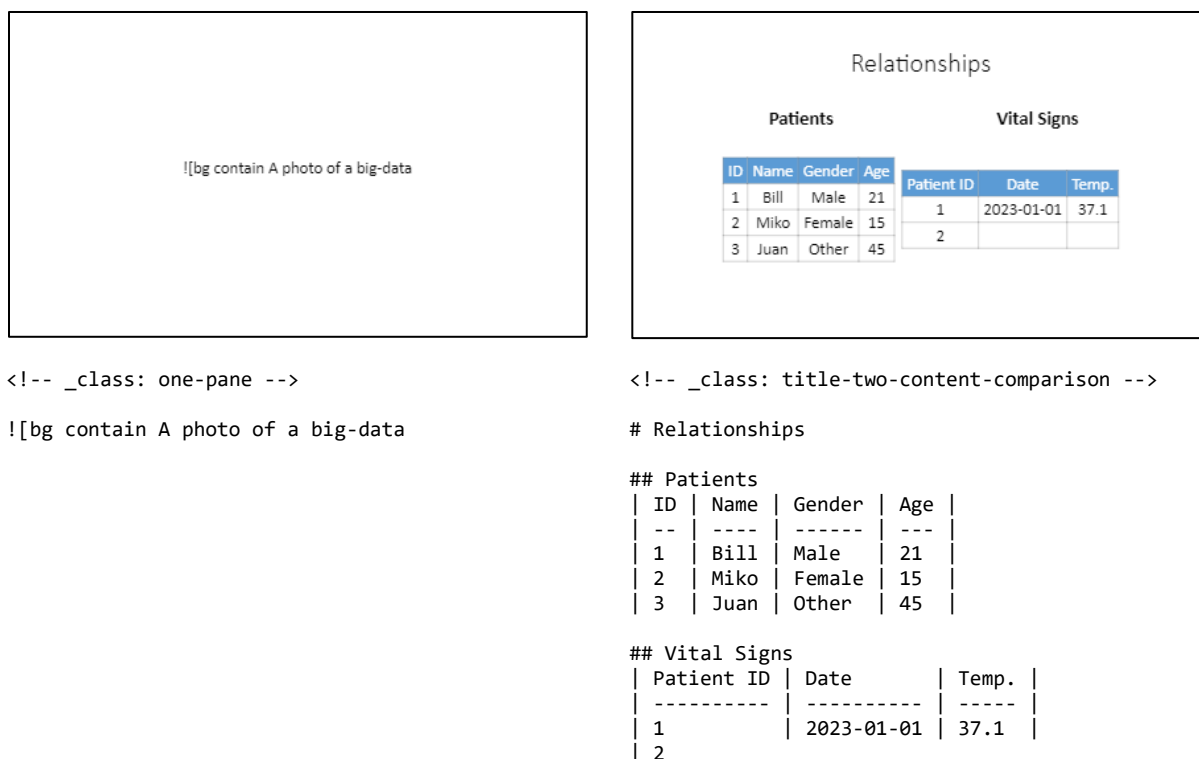 ![bg contain A photo of a big-data
<!-- _class: one-pane -->
![bg contain A photo of a big-data
Relationships
Patients
ID Name Gender Age
1 Bill Male 21
2 Miko Female 15
3 Juan Other 45
Vital Signs
Patient ID Date Temp.
1 2023-01-01 37.1
2
<!-- _class: title-two-content-comparison -->
# Relationships
## Patients
| ID | Name | Gender | Age |
| -- | ---- | ------ | --- |
| 1 | Bill | Male | 21 |
| 2 | Miko | Female | 15 |
| 3 | Juan | Other | 45 |
## Vital Signs
| Patient ID | Date | Temp. |
| ---------- | ---------- | ----- |
| 1 | 2023-01-01 | 37.1 |
| 2